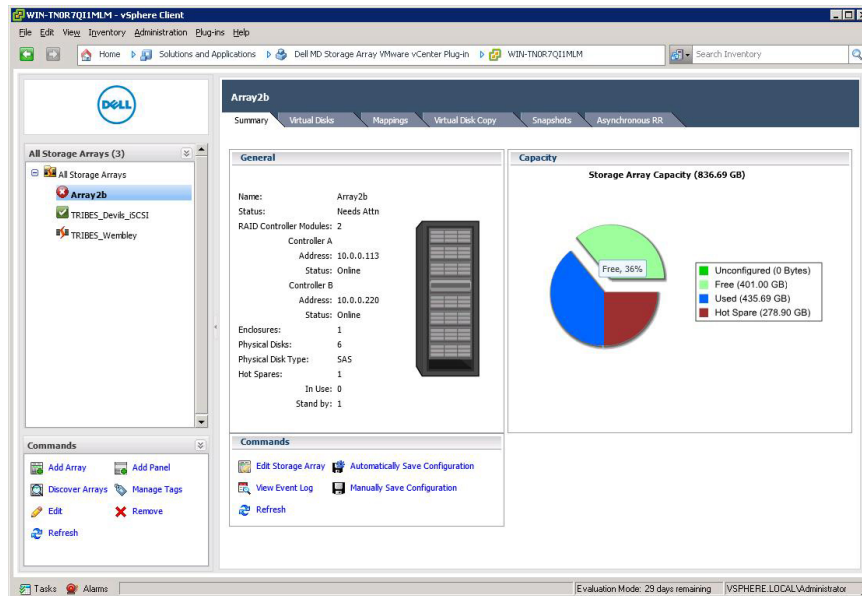 WIN-TN0R7QI1MLM - vSphere Client
File Edit View Inventory Administration Plug-ins Help
Home Solutions and Applications Dell MD Storage Array VMware vCenter Plug-in WIN-TN0R7QI1MLM Search Inventory
DELL
All Storage Arrays (3)
All Storage Arrays
Array2b
TRIBES_Devils_iSCSI
TRIBES_Wembley
Commands
Add Array Add Panel
Discover Arrays Manage Tags
Edit Remove
Refresh
Array2b
Summary Virtual Disks Mappings Virtual Disk Copy Snapshots Asynchronous RR
General
Name: Array2b
Status: Needs Attn
RAID Controller Modules: 2
Controller A
Address: 10.0.0.113
Status: Online
Controller B
Address: 10.0.0.220
Status: Online
Enclosures: 1
Physical Disks: 6
Physical Disk Type: SAS
Hot Spares: 1
In Use: 0
Stand by: 1
Commands
Edit Storage Array Automatically Save Configuration
View Event Log Manually Save Configuration
Refresh
Capacity
Storage Array Capacity (836.69 GB)
Free, 36%
Unconfigured (0 Bytes)
Free (401.00 GB)
Used (435.69 GB)
Hot Spare (278.90 GB)
Tasks Alarms Evaluation Mode: 29 days remaining VSPHERE.LOCAL\Administrator